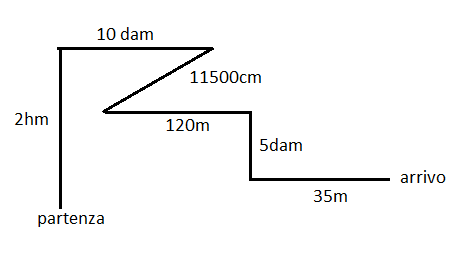 10 dam
11500cm
2hm
120m
5dam
arrivo
35m
partenza